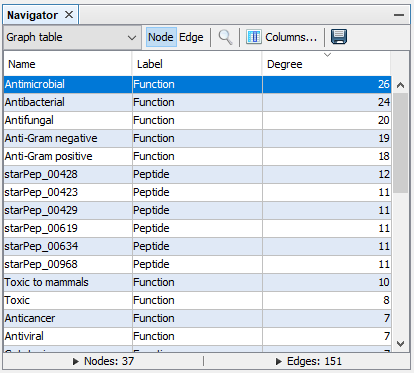 Navigator ×
Graph table Node Edge Columns...
Name Label Degree
Antimicrobial Function 26
Antibacterial Function 24
Antifungal Function 20
Anti-Gram negative Function 19
Anti-Gram positive Function 18
starPep_00428 Peptide 12
starPep_00423 Peptide 11
starPep_00429 Peptide 11
starPep_00619 Peptide 11
starPep_00634 Peptide 11
starPep_00968 Peptide 11
Toxic to mammals Function 10
Toxic Function 8
Anticancer Function 7
Antiviral Function 7
Nodes: 37 | Edges: 151